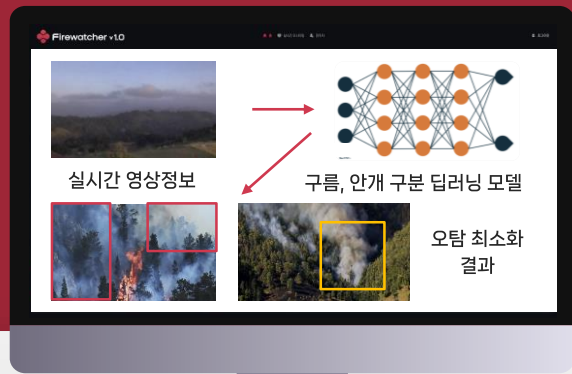 Firewatcher v1.0
실시간 영상정보
구름, 안개 구분 딥러닝 모델
오탐 최소화
결과